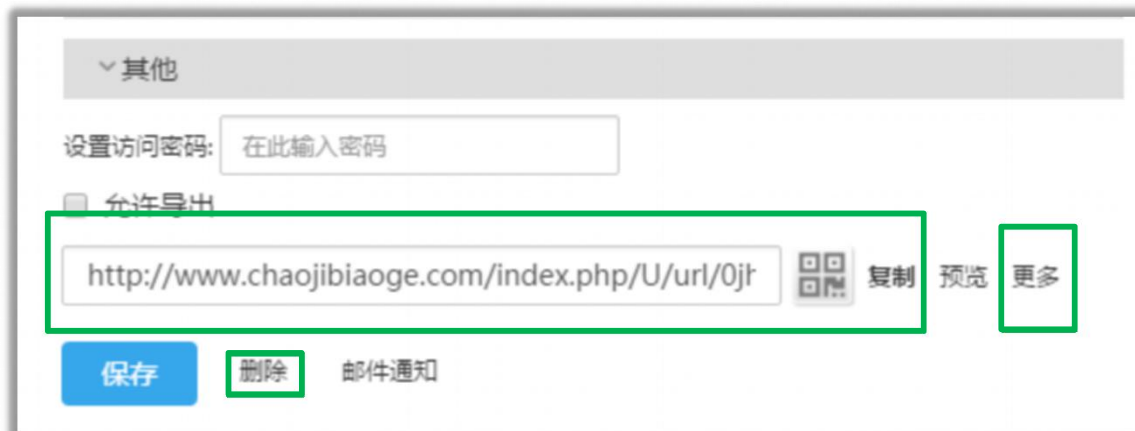 其他
设置访问密码: 在此输入密码
允许导出
http://www.chaojibiaoge.com/index.php/U/url/0jh 复制 预览 更多
保存 删除 邮件通知